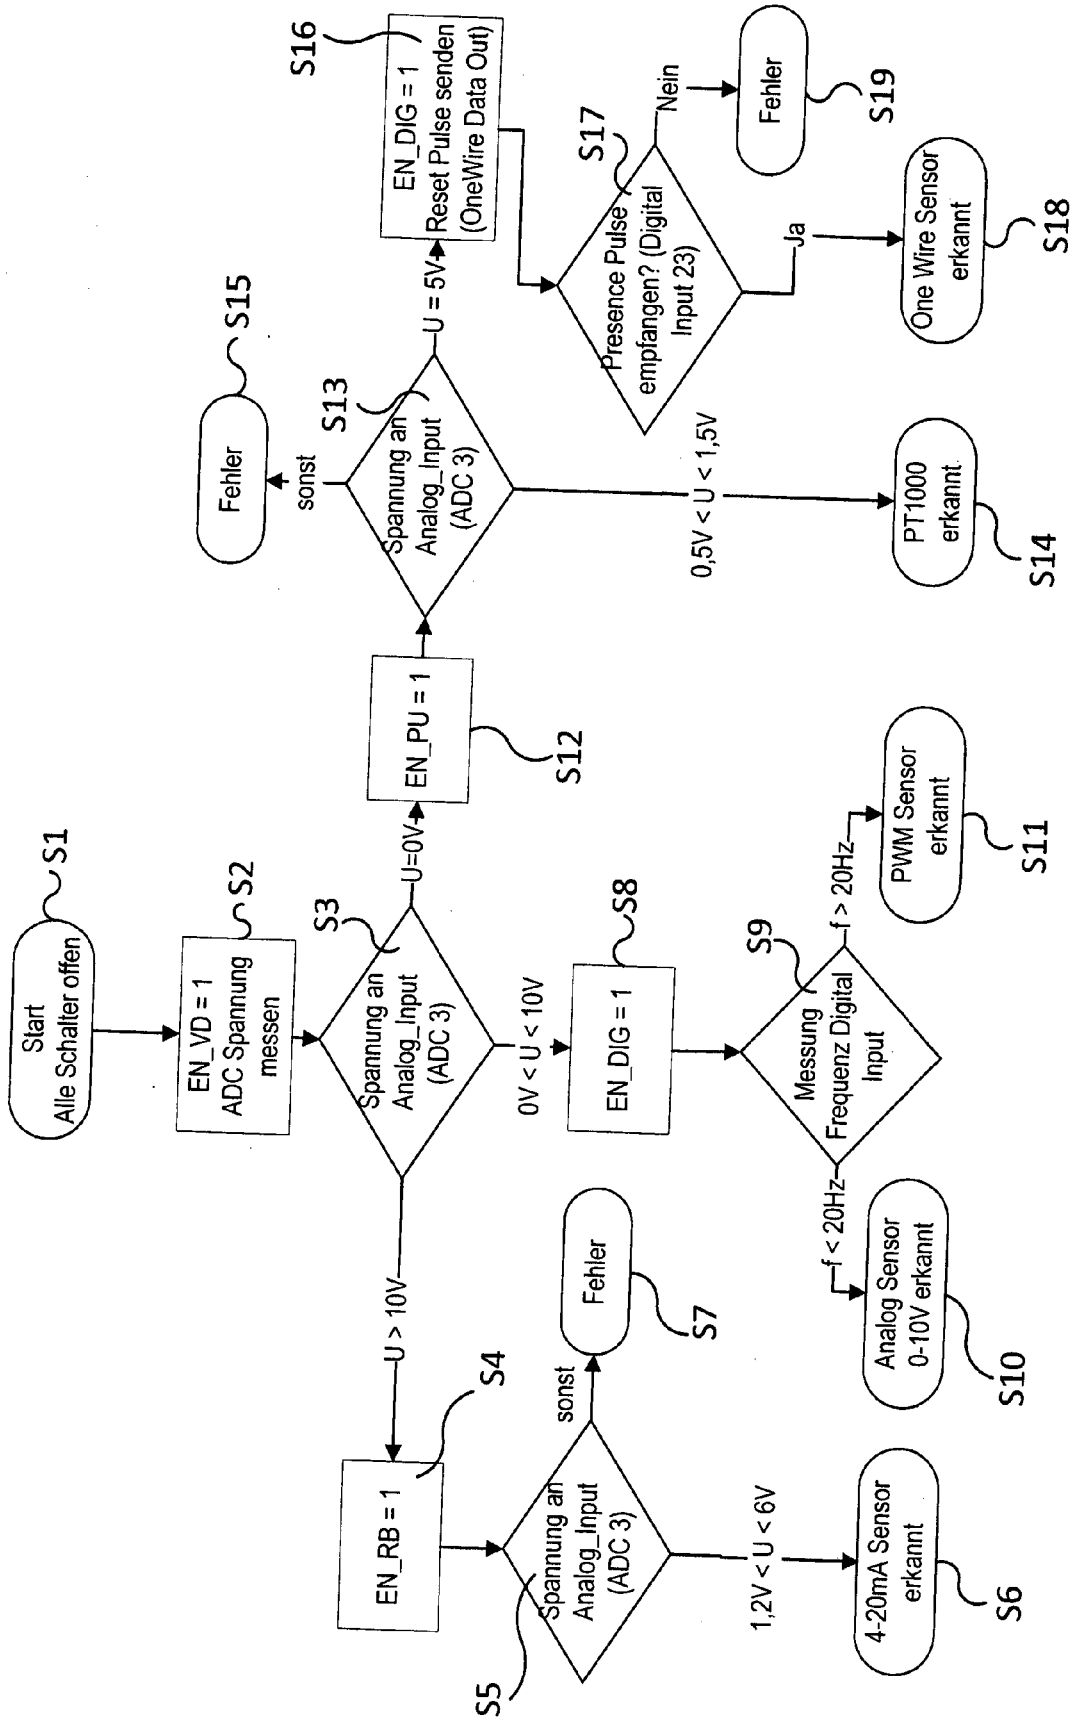 S1
Start
Alle Schalter offen
S2
EN_VD = 1
ADC Spannung
messen
S3
Spannung an
Analog_Input
(ADC 3)
U > 10V
S4
EN_RB = 1
S5
Spannung an
Analog_Input
(ADC 3)
sonst
Fehler
S7
1,2V < U < 6V
4-20mA Sensor
erkannt
S6
0V < U < 10V
S8
EN_DIG = 1
S9
Messung
Frequenz Digital
Input
f < 20Hz
Analog Sensor
0-10V erkannt
S10
f > 20Hz
PWM Sensor
erkannt
S11
U=0V
EN_PU = 1
S12
S13
Spannung an
Analog_Input
(ADC 3)
sonst
Fehler
S15
0,5V < U < 1,5V
PT1000
erkannt
S14
U = 5V
S16
EN_DIG = 1
Reset Pulse senden
(OneWire Data Out)
S17
Presence Pulse
empfangen? (Digital
Input 23)
Nein
Fehler
S19
Ja
One Wire Sensor
erkannt
S18